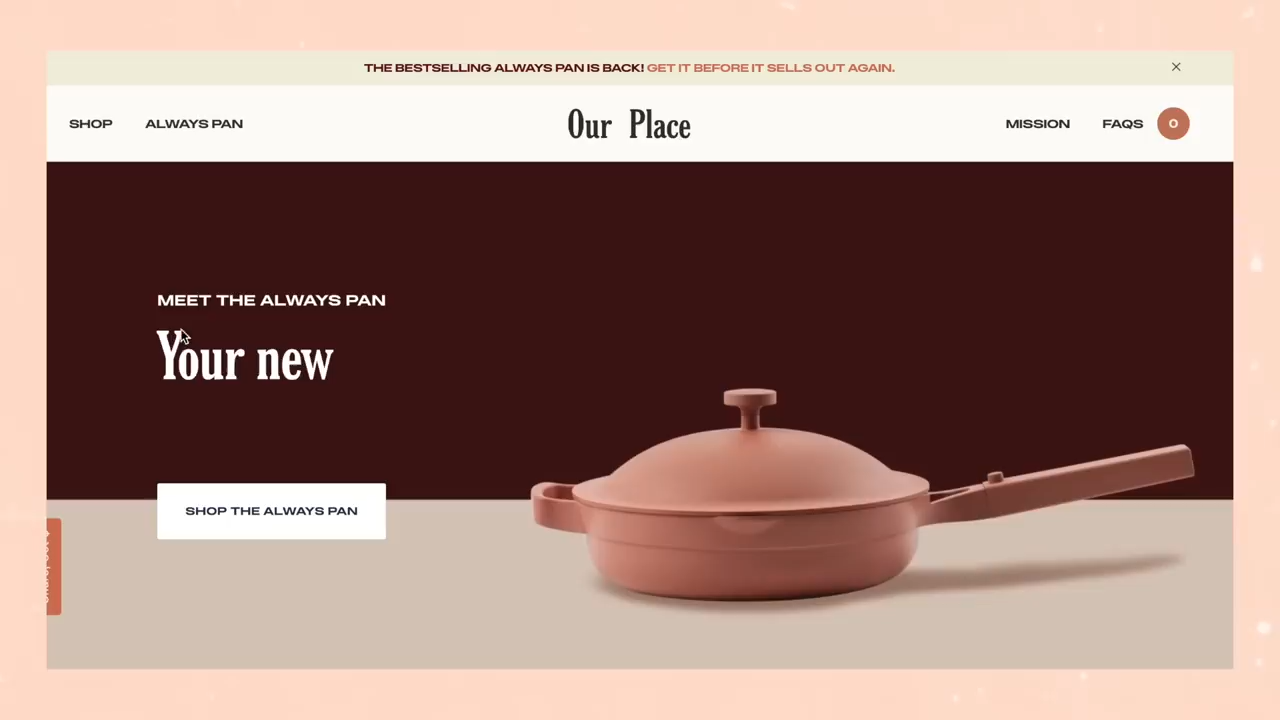 THE BESTSELLING ALWAYS PAN IS BACK! GET IT BEFORE IT SELLS OUT AGAIN.
SHOP ALWAYS PAN Our Place MISSION FAQS 0
MEET THE ALWAYS PAN
Your new
SHOP THE ALWAYS PAN